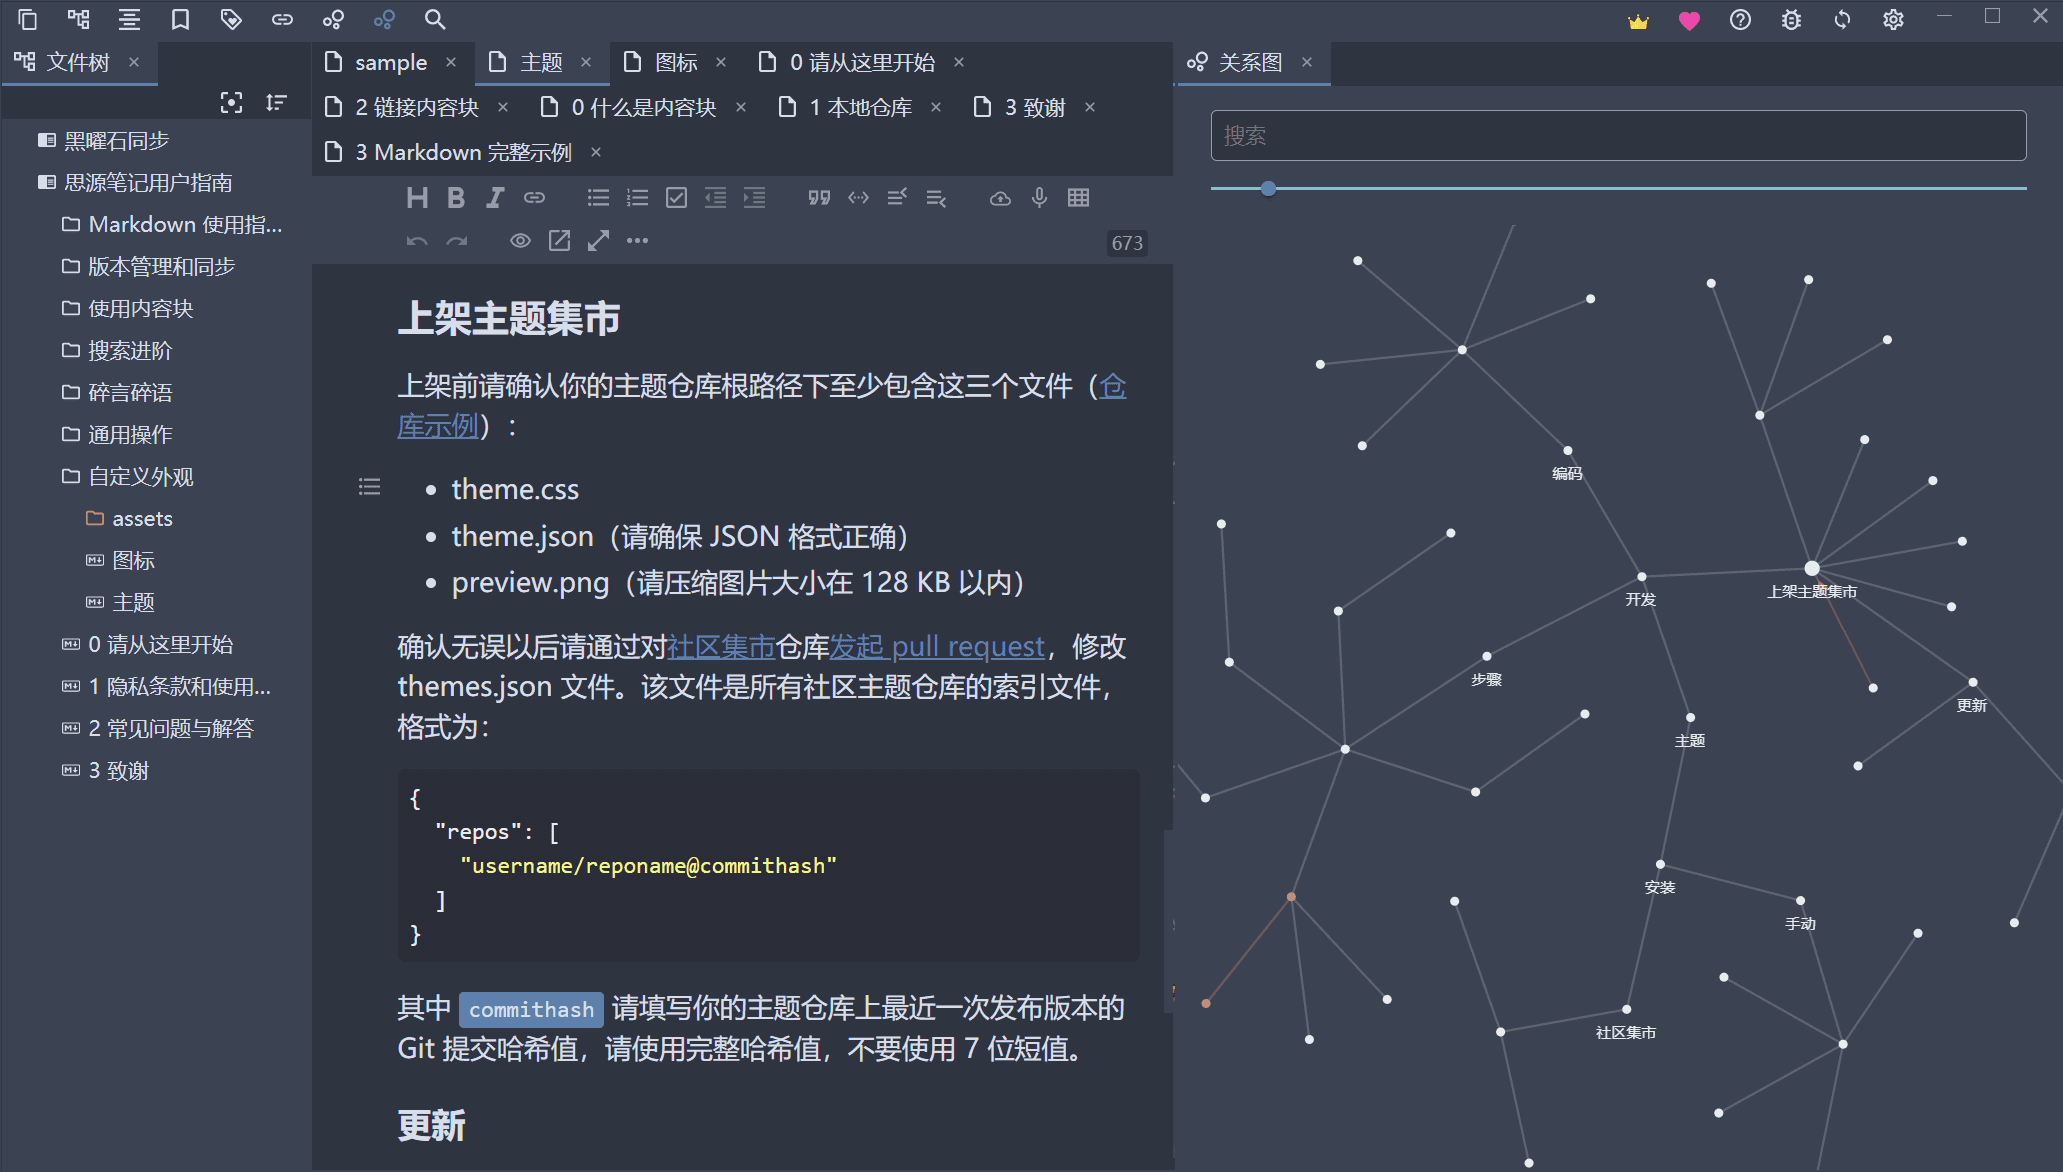 文件树
黑曜石同步
思源笔记用户指南
Markdown 使用指...
版本管理和同步
使用内容块
搜索进阶
碎言碎语
通用操作
自定义外观
assets
图标
主题
0 请从这里开始
1 隐私条款和使用...
2 常见问题与解答
3 致谢
sample
主题
图标
0 请从这里开始
2 链接内容块
0 什么是内容块
1 本地仓库
3 致谢
3 Markdown 完整示例
673
上架主题集市
上架前请确认你的主题仓库根路径下至少包含这三个文件（仓
库示例）：
theme.css
theme.json（请确保 JSON 格式正确）
preview.png（请压缩图片大小在 128 KB 以内）
确认无误以后请通过对社区集市仓库发起 pull request，修改
themes.json 文件。该文件是所有社区主题仓库的索引文件，
格式为：
{
"repos": [
"username/reponame@commithash"
]
}
其中 commithash 请填写你的主题仓库上最近一次发布版本的
Git 提交哈希值，请使用完整哈希值，不要使用 7 位短值。
更新
关系图
搜索
编码
开发
上架主题集市
步骤
更新
主题
安装
手动
社区集市